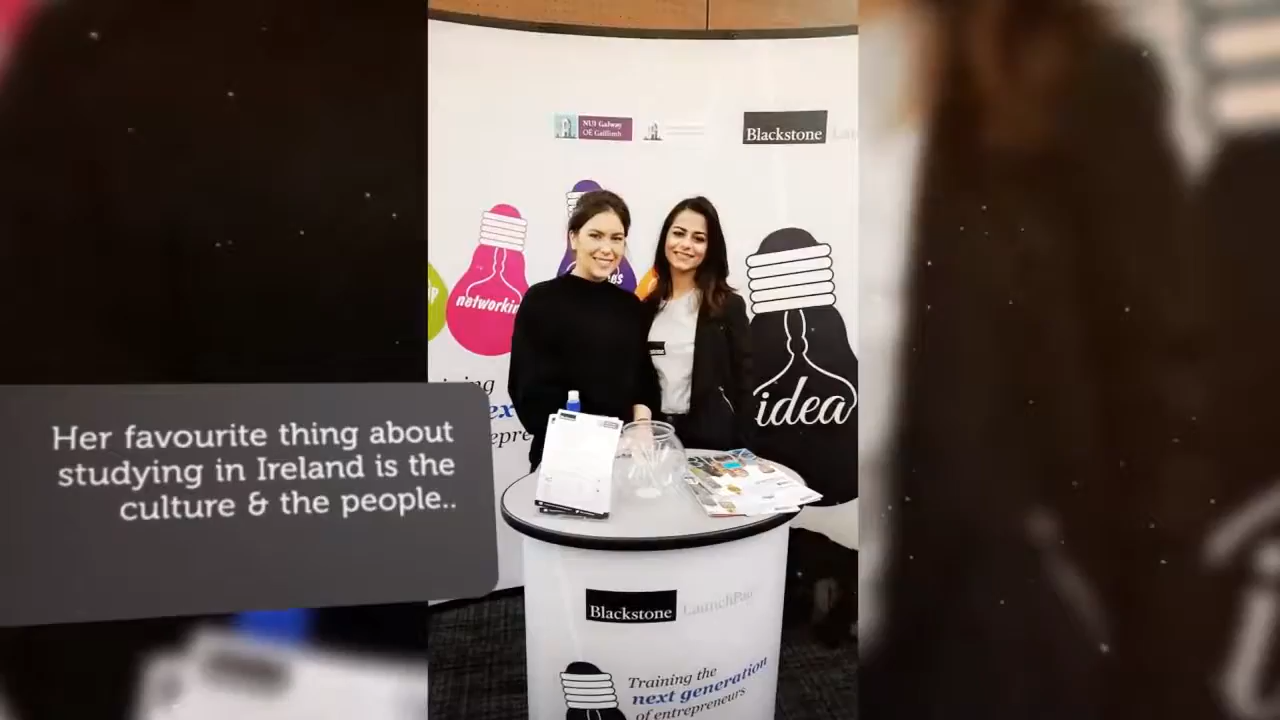 NUI Galway
OÉ Gaillimh
Blackstone
networkin
idea
Her favourite thing about
studying in Ireland is the
culture & the people..
Blackstone LaunchPad
Training the
next generation
of entrepreneurs